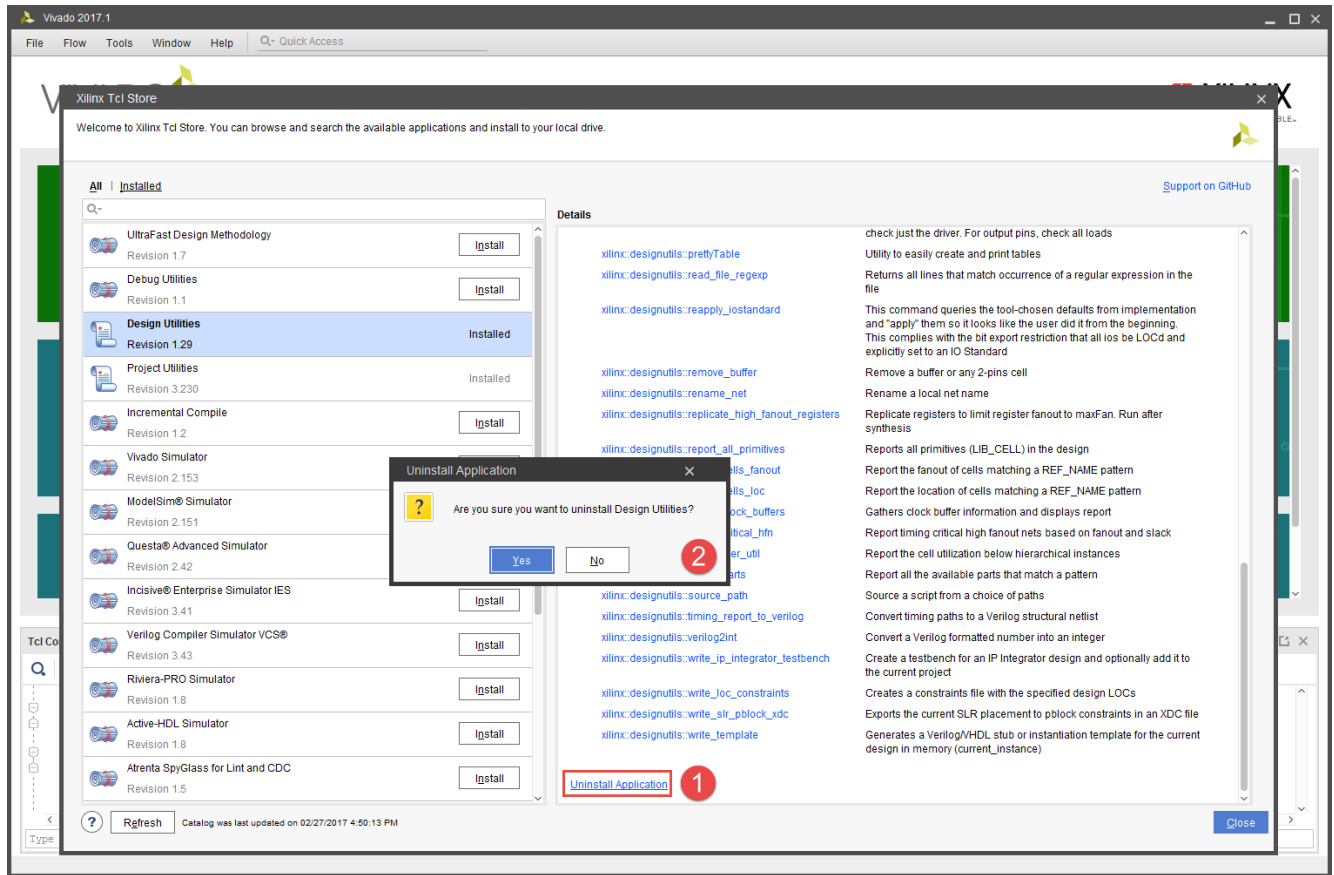 Vivado 2017.1
File Flow Tools Window Help Quick Access
Xilinx Tcl Store
Welcome to Xilinx Tcl Store. You can browse and search the available applications and install to your local drive.
All | Installed
Support on GitHub
Details
UltraFast Design Methodology
Revision 1.7
Install
Debug Utilities
Revision 1.1
Install
Design Utilities
Revision 1.29
Installed
Project Utilities
Revision 3.230
Installed
Incremental Compile
Revision 1.2
Install
Vivado Simulator
Revision 2.153
ModelSim® Simulator
Revision 2.151
Questa® Advanced Simulator
Revision 2.42
Incisive® Enterprise Simulator IES
Revision 3.41
Install
Verilog Compiler Simulator VCS®
Revision 3.43
Install
Riviera-PRO Simulator
Revision 1.8
Install
Active-HDL Simulator
Revision 1.8
Install
Atrenta SpyGlass for Lint and CDC
Revision 1.5
Install
check just the driver. For output pins, check all loads
xilinx::designutils::prettyTable Utility to easily create and print tables
xilinx::designutils::read_file_regexp Returns all lines that match occurrence of a regular expression in the
file
xilinx::designutils::reapply_iostandard This command queries the tool-chosen defaults from implementation
and "apply" them so it looks like the user did it from the beginning.
This complies with the bit export restriction that all ios be LOCd and
explicitly set to an IO Standard
xilinx::designutils::remove_buffer Remove a buffer or any 2-pins cell
xilinx::designutils::rename_net Rename a local net name
xilinx::designutils::replicate_high_fanout_registers Replicate registers to limit register fanout to maxFan. Run after
synthesis
xilinx::designutils::report_all_primitives Reports all primitives (LIB_CELL) in the design
ells_fanout Report the fanout of cells matching a REF_NAME pattern
ells_loc Report the location of cells matching a REF_NAME pattern
ock_buffers Gathers clock buffer information and displays report
itical_hfn Report timing critical high fanout nets based on fanout and slack
er_util Report the cell utilization below hierarchical instances
arts Report all the available parts that match a pattern
xilinx::designutils::source_path Source a script from a choice of paths
xilinx::designutils::timing_report_to_verilog Convert timing paths to a Verilog structural netlist
xilinx::designutils::verilog2int Convert a Verilog formatted number into an integer
xilinx::designutils::write_ip_integrator_testbench Create a testbench for an IP Integrator design and optionally add it to
the current project
xilinx::designutils::write_loc_constraints Creates a constraints file with the specified design LOCs
xilinx::designutils::write_slr_pblock_xdc Exports the current SLR placement to pblock constraints in an XDC file
xilinx::designutils::write_template Generates a Verilog/VHDL stub or instantiation template for the current
design in memory (current_instance)
Uninstall Application 1
Uninstall Application
? Are you sure you want to uninstall Design Utilities?
Yes No 2
Tcl Co
Type
? Refresh Catalog was last updated on 02/27/2017 4:50:13 PM
Close